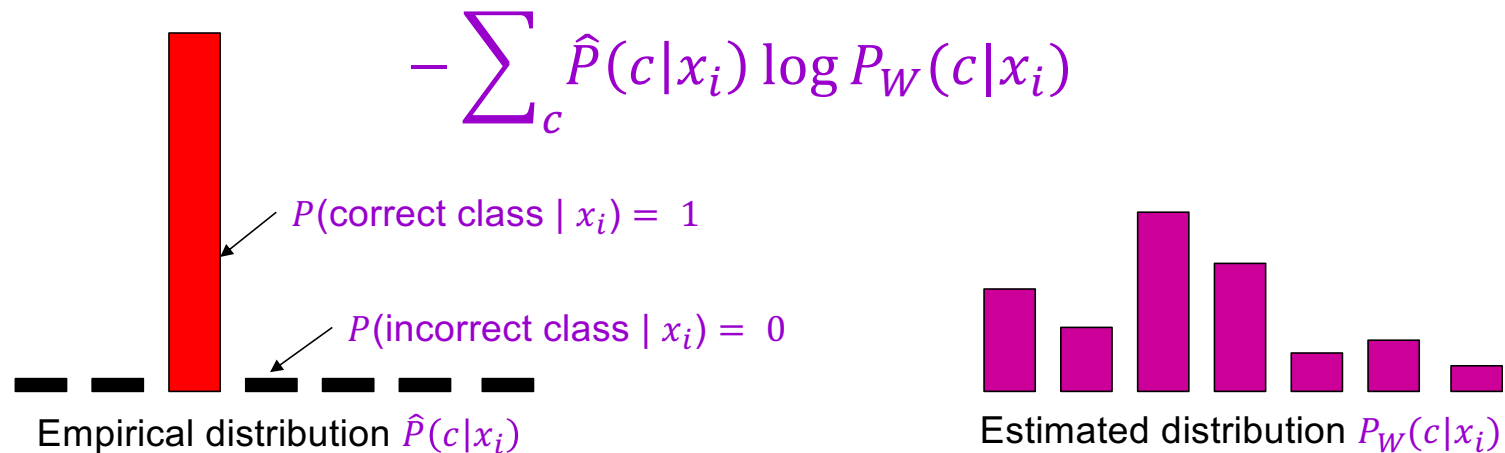 − ∑_c P̂(c|x_i) log P_W(c|x_i)
P(correct class | x_i) = 1
P(incorrect class | x_i) = 0
Empirical distribution P̂(c|x_i)
Estimated distribution P_W(c|x_i)